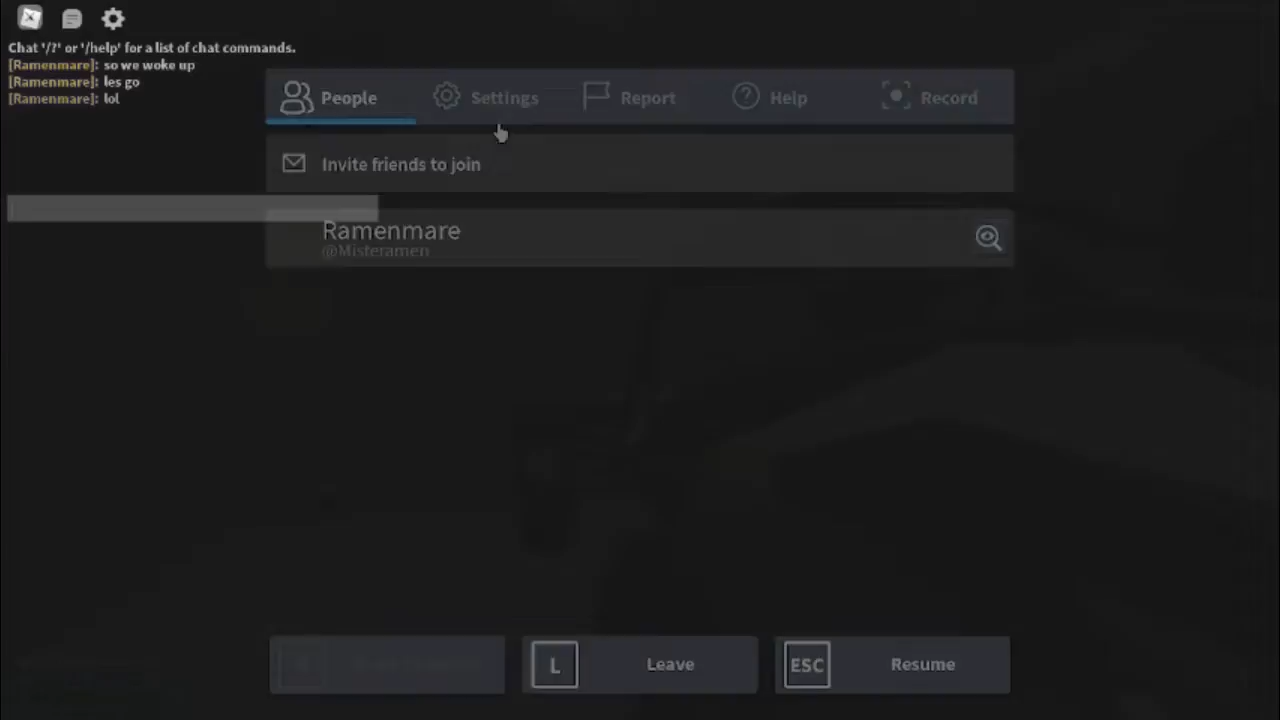 Chat '/?' or '/help' for a list of chat commands.
[Ramenmare]: so we woke up
[Ramenmare]: les go
[Ramenmare]: lol
People
Settings
Report
Help
Record
Invite friends to join
Ramenmare
@Misteramen
L
Leave
ESC
Resume